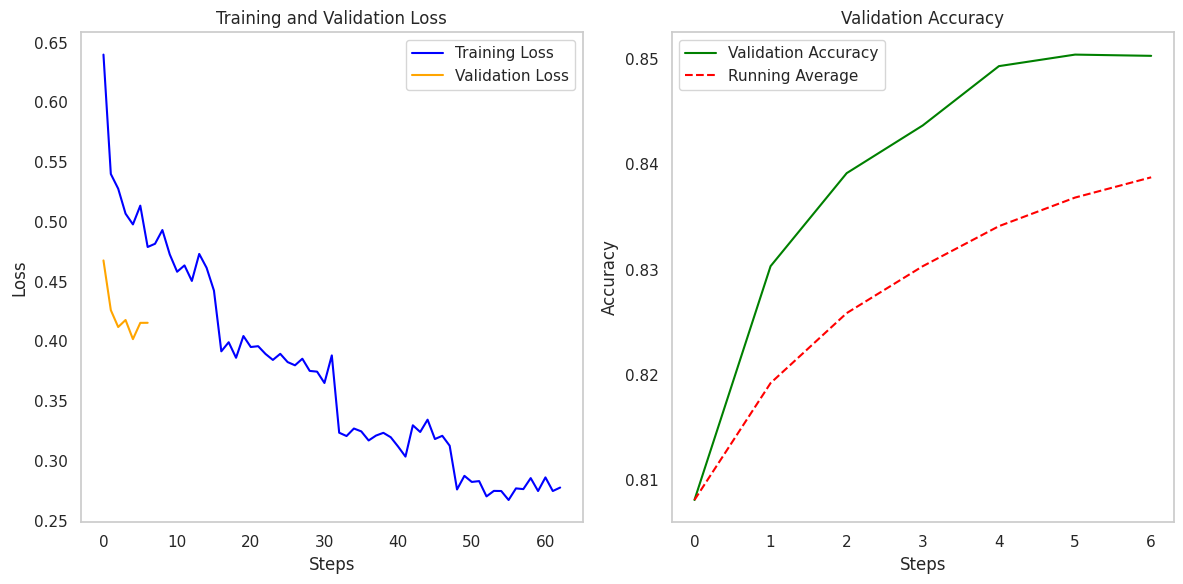 Training and Validation Loss
Training Loss
Validation Loss
0.65
0.60
0.55
0.50
0.45
0.40
0.35
0.30
0.25
Loss
0 10 20 30 40 50 60
Steps
Validation Accuracy
Validation Accuracy
Running Average
0.85
0.84
0.83
0.82
0.81
Accuracy
0 1 2 3 4 5 6
Steps